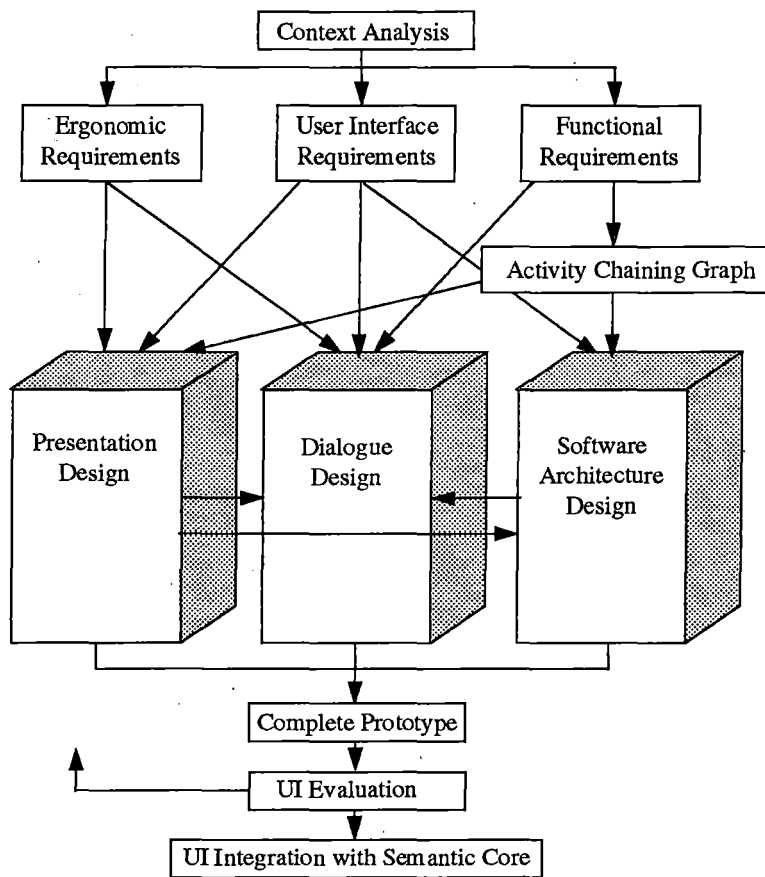 Context Analysis
Ergonomic
Requirements
User Interface
Requirements
Functional
Requirements
Activity Chaining Graph
Presentation
Design
Dialogue
Design
Software
Architecture
Design
Complete Prototype
UI Evaluation
UI Integration with Semantic Core